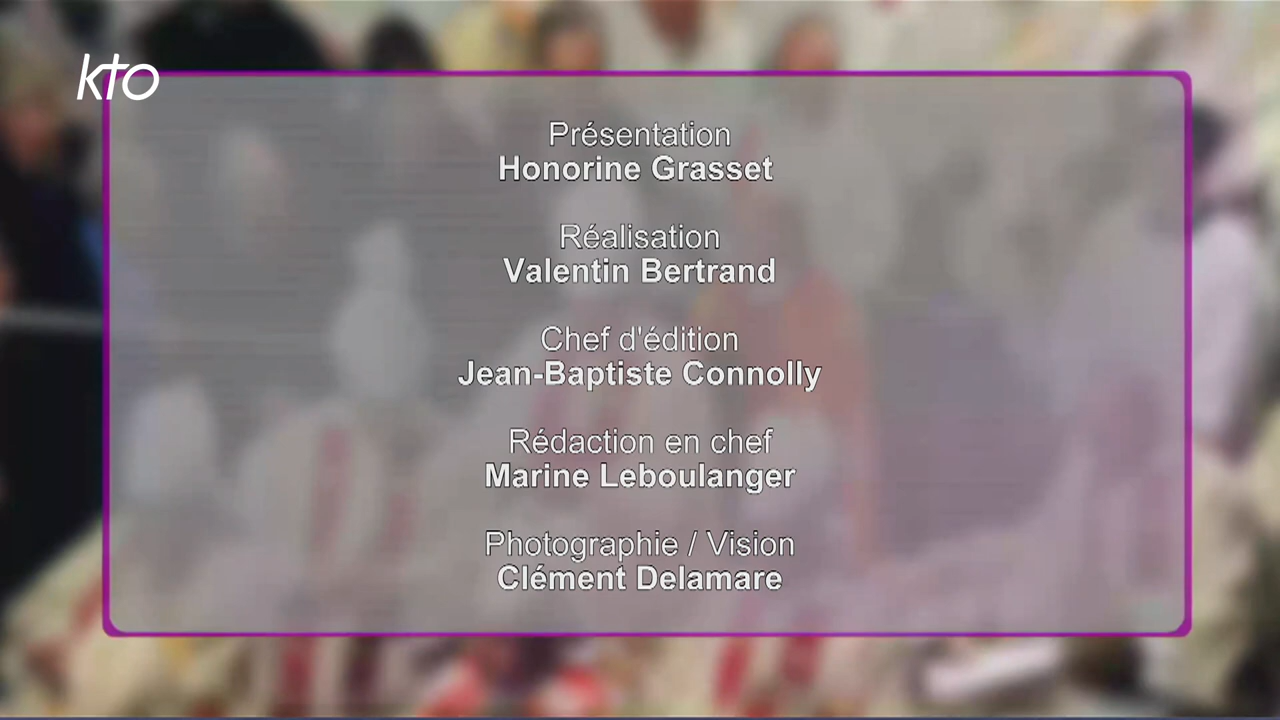 kto
Présentation
Honorine Grasset
Réalisation
Valentin Bertrand
Chef d'édition
Jean-Baptiste Connolly
Rédaction en chef
Marine Leboulanger
Photographie / Vision
Clément Delamare